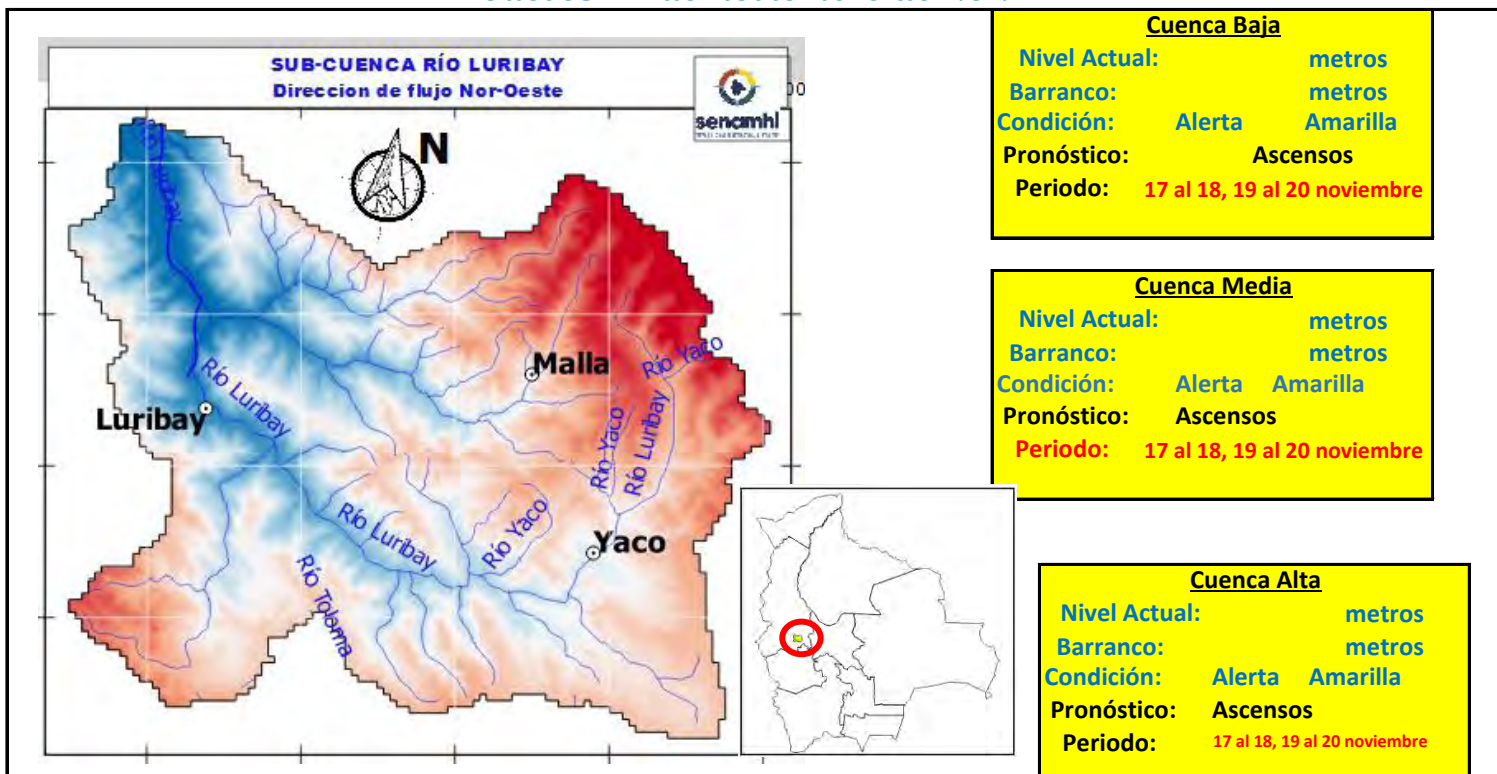 SUB-CUENCA RÍO LURIBAY
Direccion de flujo Nor-Oeste
senamhi
00
N
Río Luribay
Malla
Río Yaco
Luribay
Río Luribay
Río Yaco
Río Luribay
Río Luribay
Río Yaco
Yaco
Río Toloma
Cuenca Baja
Nivel Actual: metros
Barranco: metros
Condición: Alerta Amarilla
Pronóstico: Ascensos
Periodo: 17 al 18, 19 al 20 noviembre
Cuenca Media
Nivel Actual: metros
Barranco: metros
Condición: Alerta Amarilla
Pronóstico: Ascensos
Periodo: 17 al 18, 19 al 20 noviembre
Cuenca Alta
Nivel Actual: metros
Barranco: metros
Condición: Alerta Amarilla
Pronóstico: Ascensos
Periodo: 17 al 18, 19 al 20 noviembre